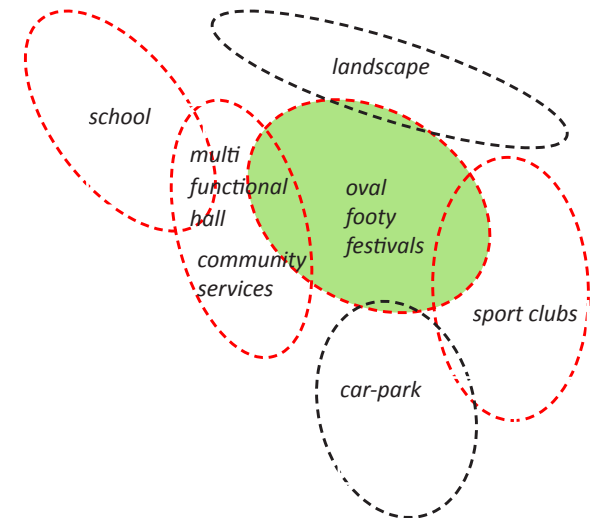 landscape
school
multi
functional
hall
oval
footy
festivals
community
services
sport clubs
car-park